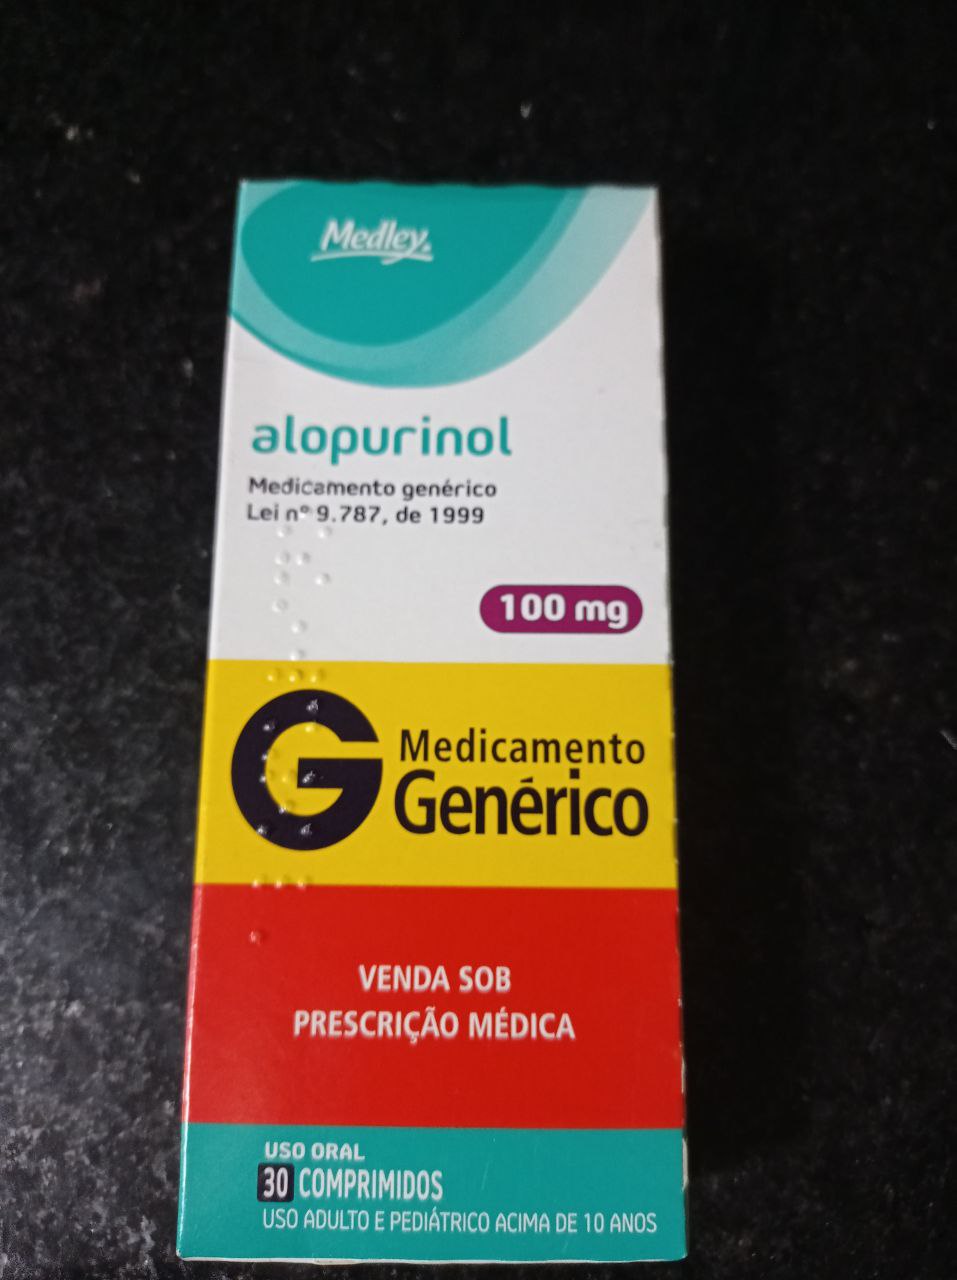 Medley.
alopurinol
Medicamento genérico
Lei nº 9.787, de 1999
100 mg
G Medicamento
Genérico
VENDA SOB
PRESCRIÇÃO MÉDICA
USO ORAL
30 COMPRIMIDOS
USO ADULTO E PEDIÁTRICO ACIMA DE 10 ANOS